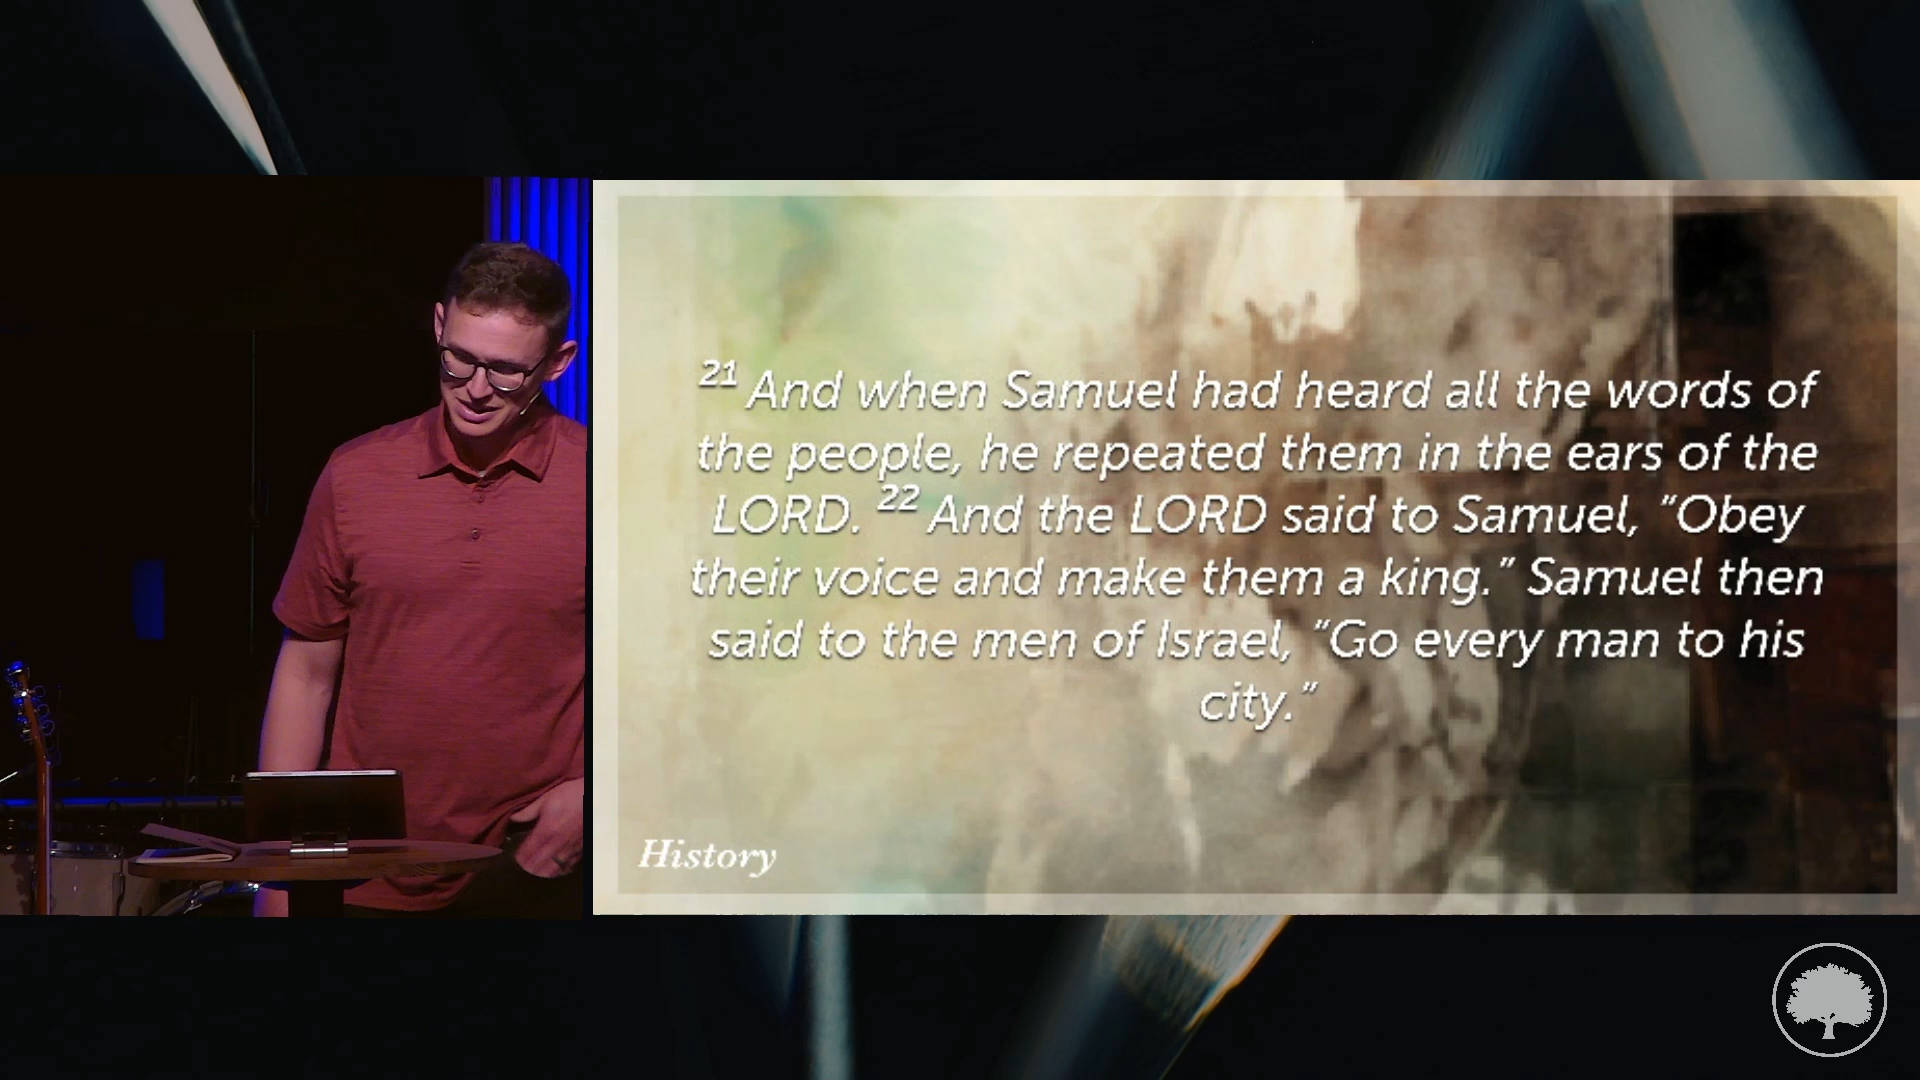 21 And when Samuel had heard all the words of
the people, he repeated them in the ears of the
LORD. 22 And the LORD said to Samuel, “Obey
their voice and make them a king.” Samuel then
said to the men of Israel, “Go every man to his
city.”
History